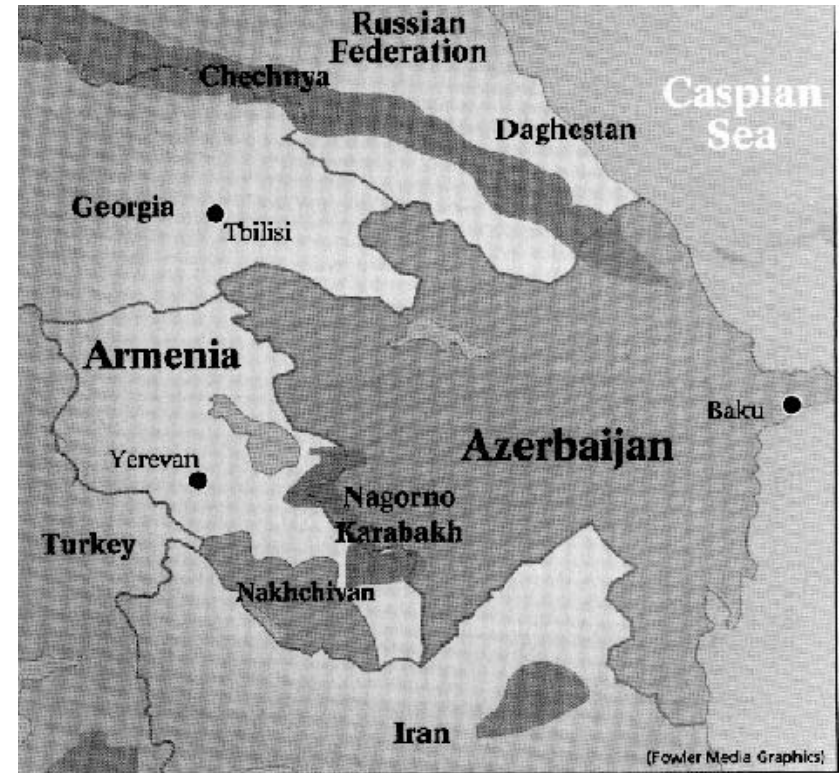 Russian
Federation
Chechnya
Caspian
Sea
Daghestan
Georgia
Tbilisi
Armenia
Baku
Azerbaijan
Yerevan
Nagorno
Karabakh
Turkey
Nakhchivan
Iran
(Fowler Media Graphics)